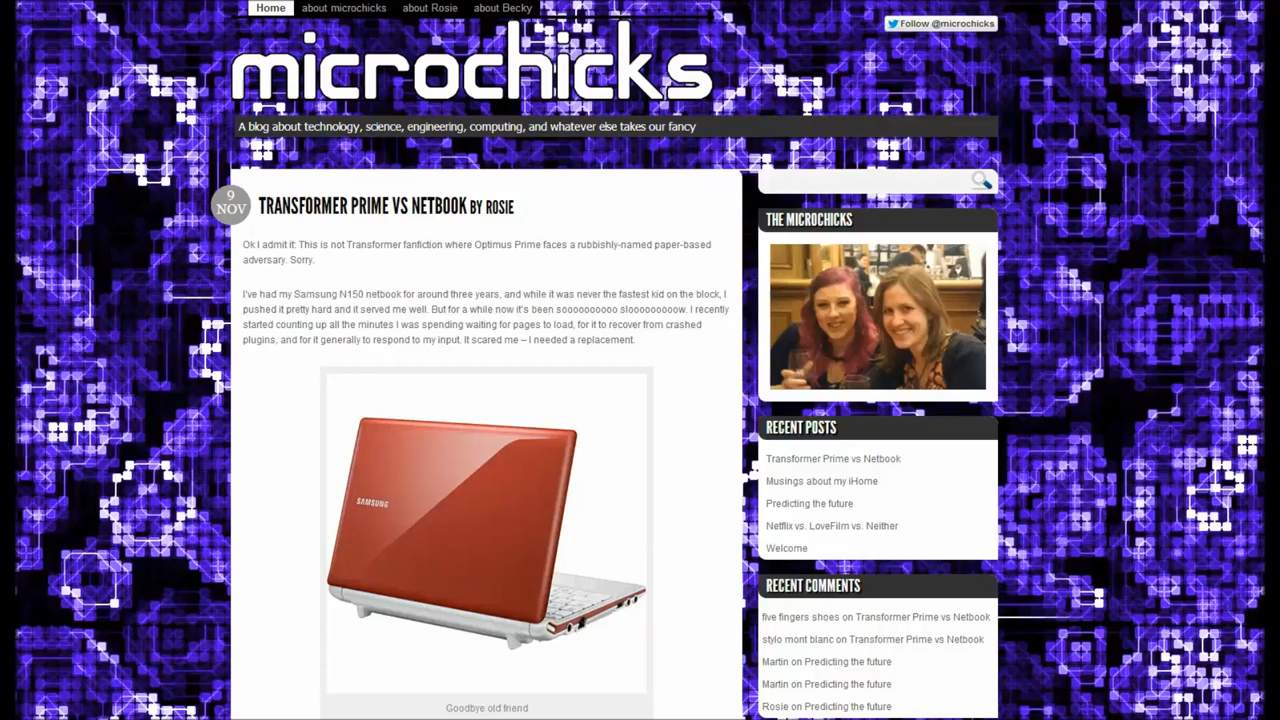 Home about microchicks about Rosie about Becky
Follow @microchicks
microchicks
A blog about technology, science, engineering, computing, and whatever else takes our fancy
9
NOV
TRANSFORMER PRIME VS NETBOOK BY ROSIE
Ok I admit it: This is not Transformer fanfiction where Optimus Prime faces a rubbishly-named paper-based
adversary. Sorry.
I've had my Samsung N150 netbook for around three years, and while it was never the fastest kid on the block, I
pushed it pretty hard and it served me well. But for a while now it's been soooooooooo slooooooooow. I recently
started counting up all the minutes I was spending waiting for pages to load, for it to recover from crashed
plugins, and for it generally to respond to my input. It scared me – I needed a replacement.
SAMSUNG
Goodbye old friend
THE MICROCHICKS
RECENT POSTS
Transformer Prime vs Netbook
Musings about my iHome
Predicting the future
Netflix vs. LoveFilm vs. Neither
Welcome
RECENT COMMENTS
five fingers shoes on Transformer Prime vs Netbook
stylo mont blanc on Transformer Prime vs Netbook
Martin on Predicting the future
Martin on Predicting the future
Rosie on Predicting the future